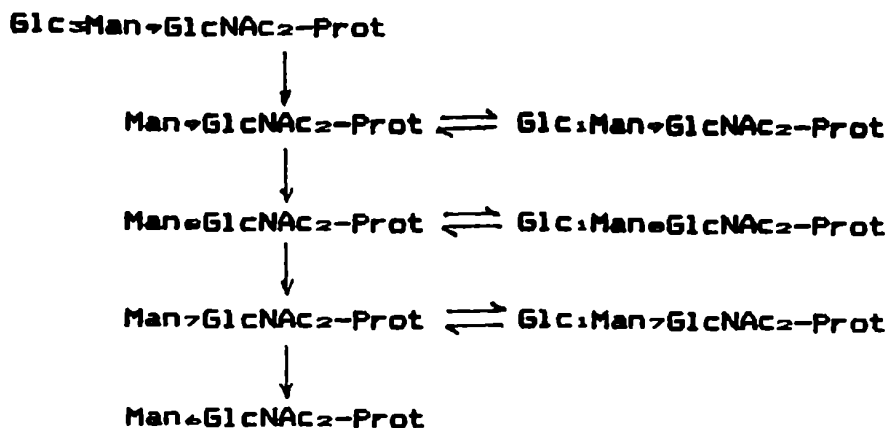 Glc₃Man₉GlcNAc₂-Prot
Man₉GlcNAc₂-Prot ⇌ Glc₁Man₉GlcNAc₂-Prot
Man₈GlcNAc₂-Prot ⇌ Glc₁Man₈GlcNAc₂-Prot
Man₇GlcNAc₂-Prot ⇌ Glc₁Man₇GlcNAc₂-Prot
Man₆GlcNAc₂-Prot